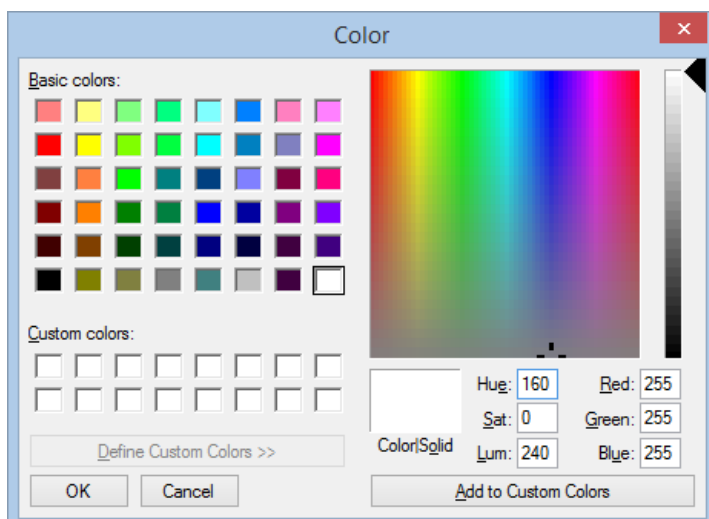 Color
Basic colors:
Custom colors:
Define Custom Colors >>
OK Cancel
Color|Solid
Hue: 160 Red: 255
Sat: 0 Green: 255
Lum: 240 Blue: 255
Add to Custom Colors